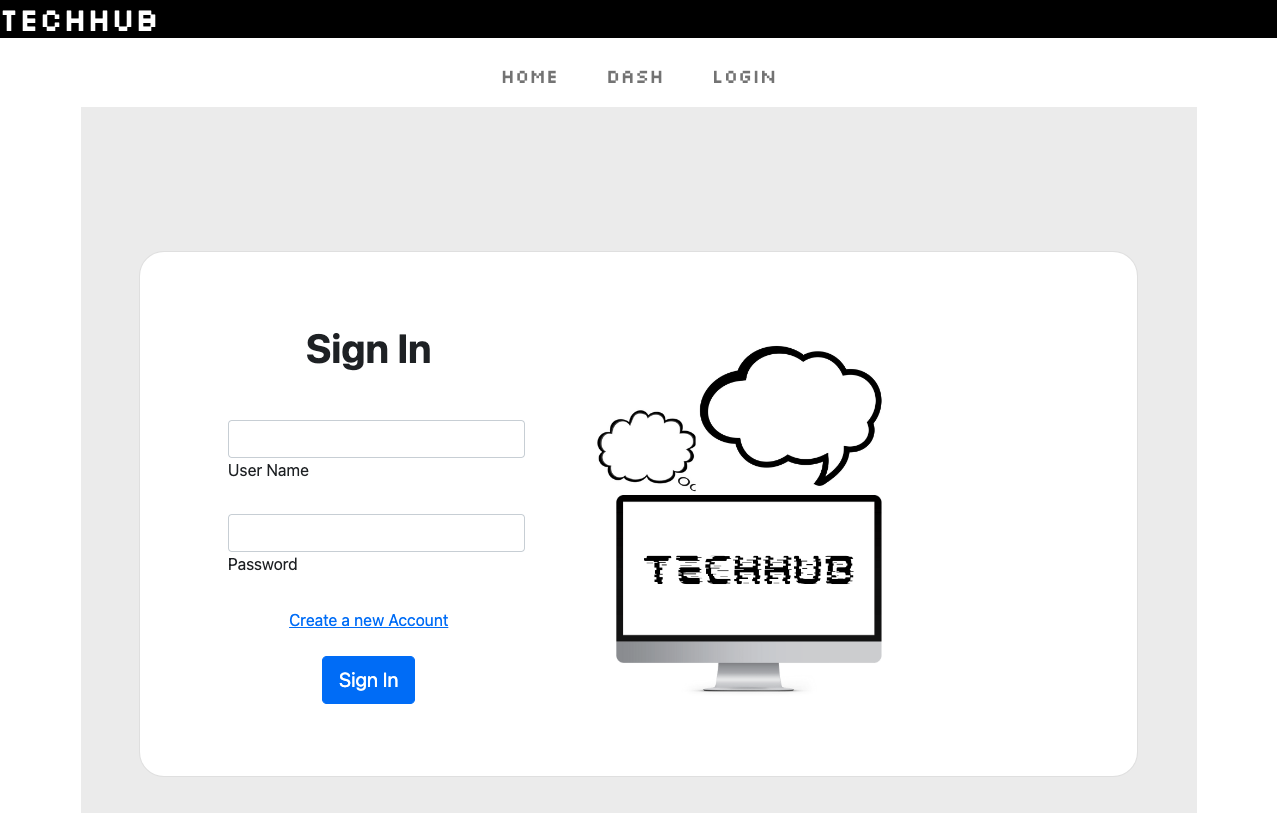 TECHHUB
HOME DASH LOGIN
Sign In
User Name
Password
Create a new Account
Sign In
TECHHUB